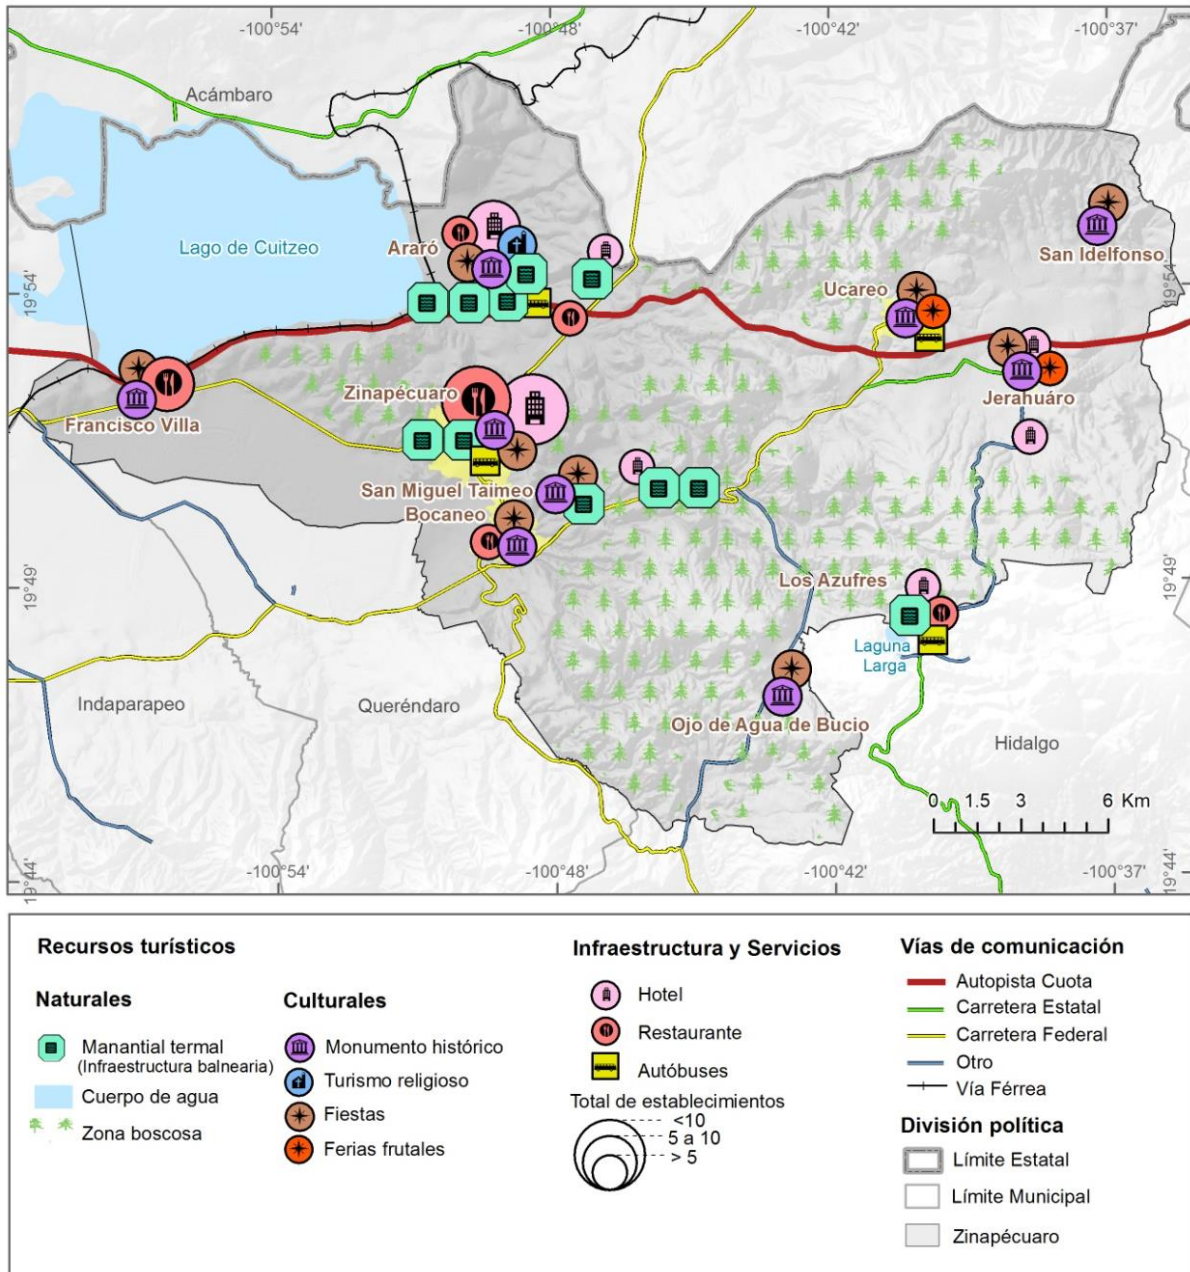 -100°54'
-100°48'
-100°42'
-100°37'
Acámbaro
Lago de Cuitzeo
Araró
San Idelfonso
19°54'
19°54'
Ucareo
Zinapécuaro
Jerahuáro
Francisco Villa
San Miguel Taimeo
Bocaneo
Los Azufres
19°49'
19°49'
Laguna
Larga
Indaparapeo
Queréndaro
Ojo de Agua de Bucio
Hidalgo
0 1.5 3 6 Km
19°44'
19°44'
-100°54'
-100°48'
-100°42'
-100°37'
Recursos turísticos
Naturales
Manantial termal
(Infraestructura balnearia)
Cuerpo de agua
Zona boscosa
Culturales
Monumento histórico
Turismo religioso
Fiestas
Ferias frutales
Infraestructura y Servicios
Hotel
Restaurante
Autóbuses
Total de establecimientos
<10
5 a 10
> 5
Vías de comunicación
Autopista Cuota
Carretera Estatal
Carretera Federal
Otro
Vía Férrea
División política
Límite Estatal
Límite Municipal
Zinapécuaro